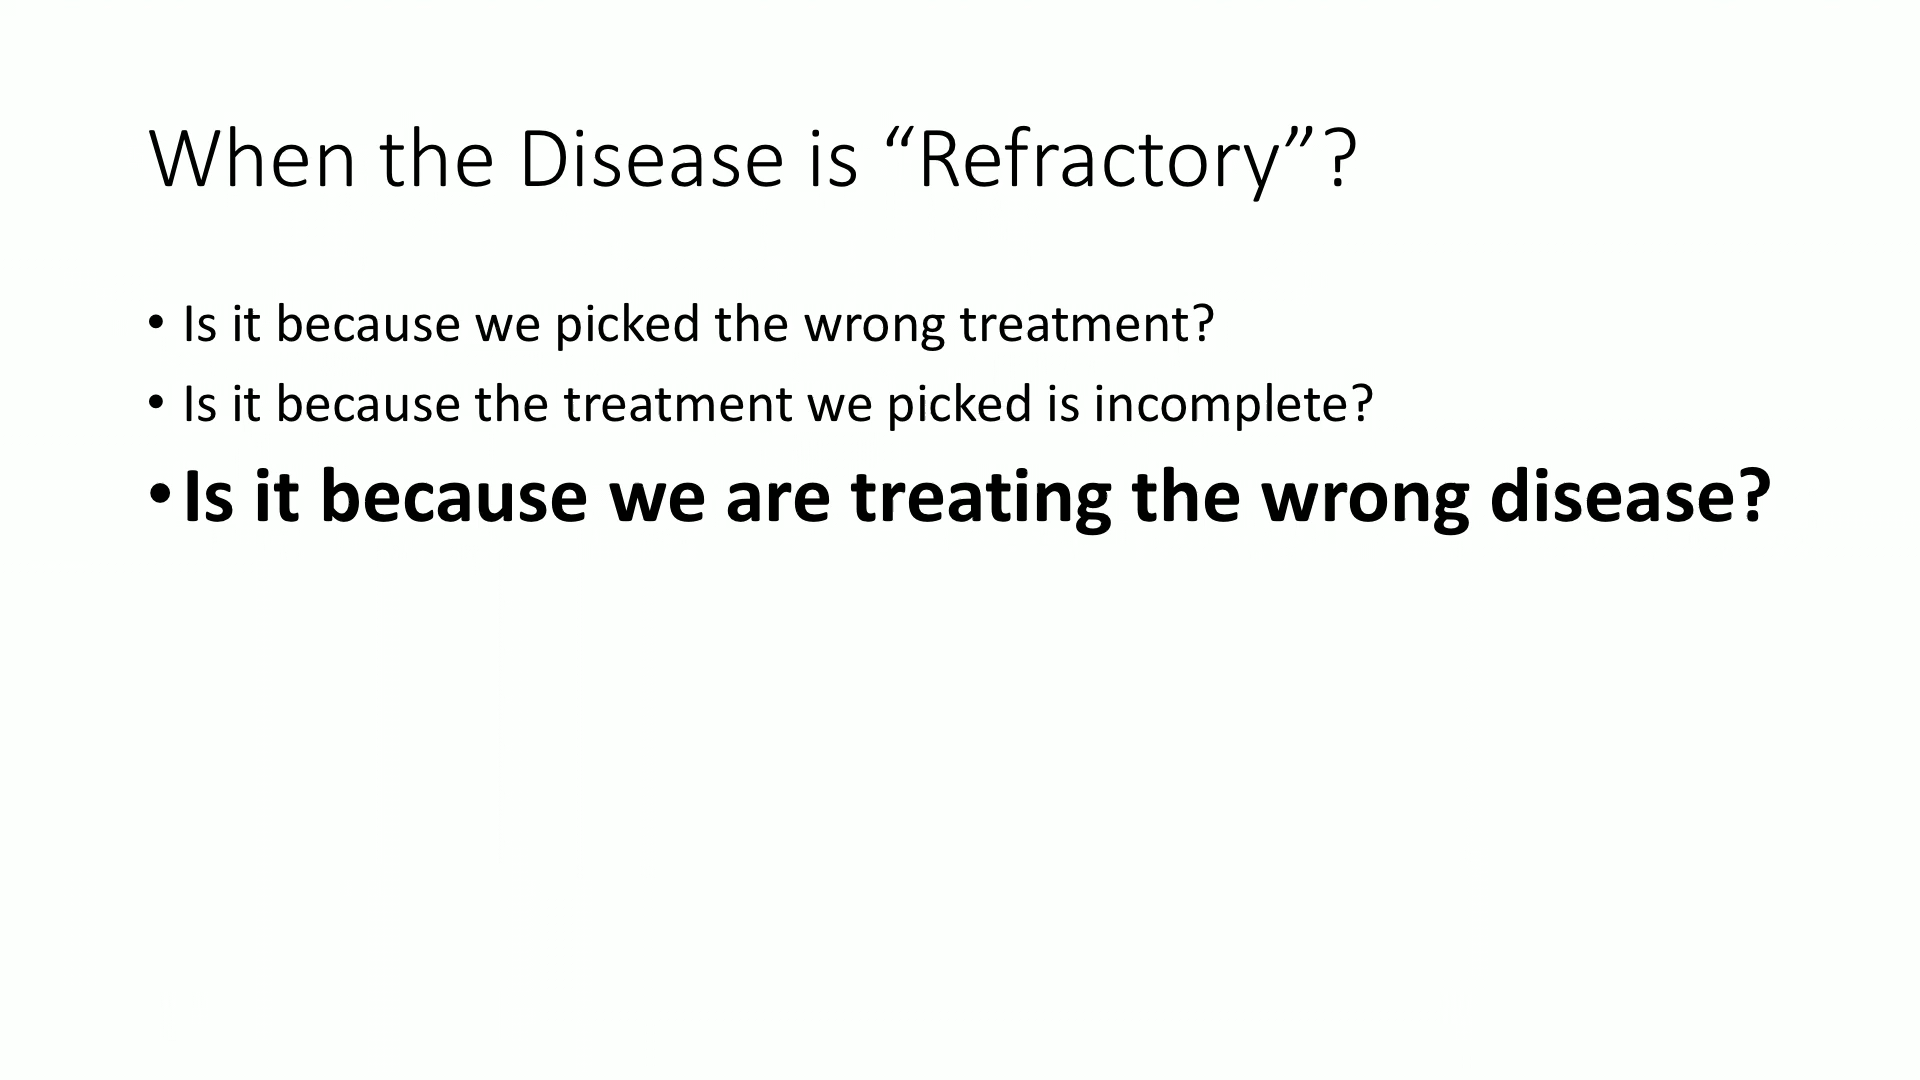 When the Disease is “Refractory”?
• Is it because we picked the wrong treatment?
• Is it because the treatment we picked is incomplete?
• Is it because we are treating the wrong disease?